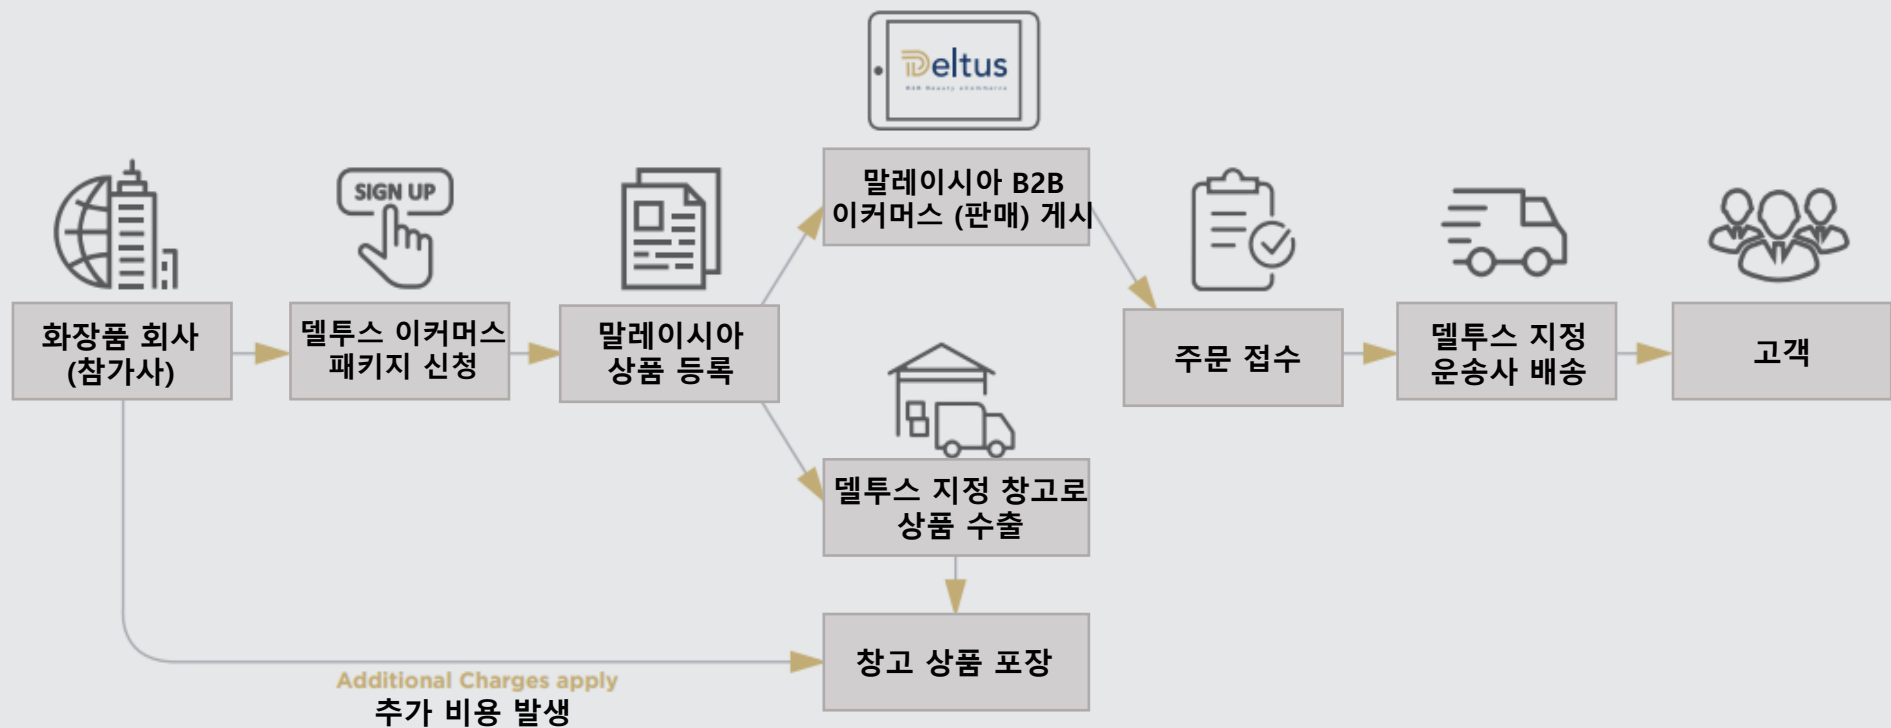 Deltus
B2B Beauty eCommerce
SIGN UP
화장품 회사
(참가사)
델투스 이커머스
패키지 신청
말레이시아
상품 등록
말레이시아 B2B
이커머스 (판매) 게시
델투스 지정 창고로
상품 수출
창고 상품 포장
주문 접수
델투스 지정
운송사 배송
고객
Additional Charges apply
추가 비용 발생